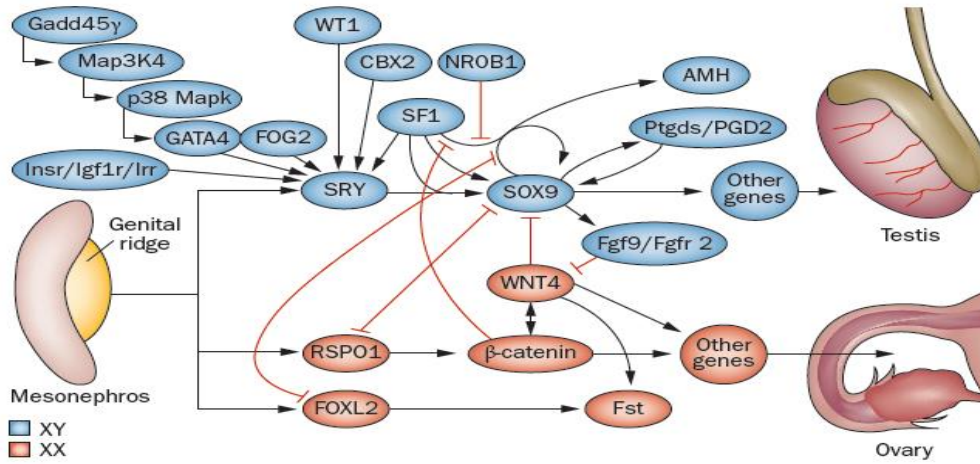 Gadd45γ
Map3K4
p38 Mapk
GATA4
FOG2
Insr/Igf1r/Irr
WT1
CBX2
NR0B1
SF1
AMH
Ptgds/PGD2
SRY
SOX9
Other
genes
Testis
Genital
ridge
Fgf9/Fgfr 2
WNT4
RSPO1
β-catenin
Other
genes
Mesonephros
FOXL2
Fst
XY
XX
Ovary